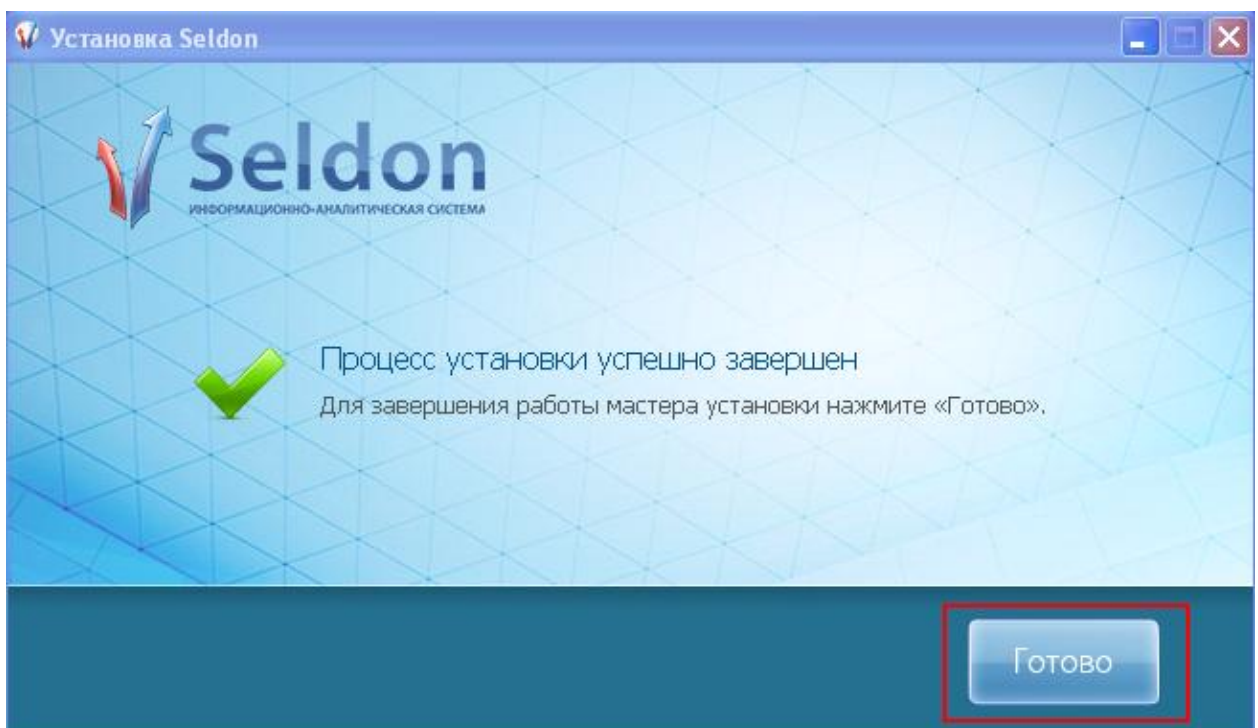 Установка Seldon
Seldon
ИНФОРМАЦИОННО-АНАЛИТИЧЕСКАЯ СИСТЕМА
Процесс установки успешно завершен
Для завершения работы мастера установки нажмите «Готово».
Готово